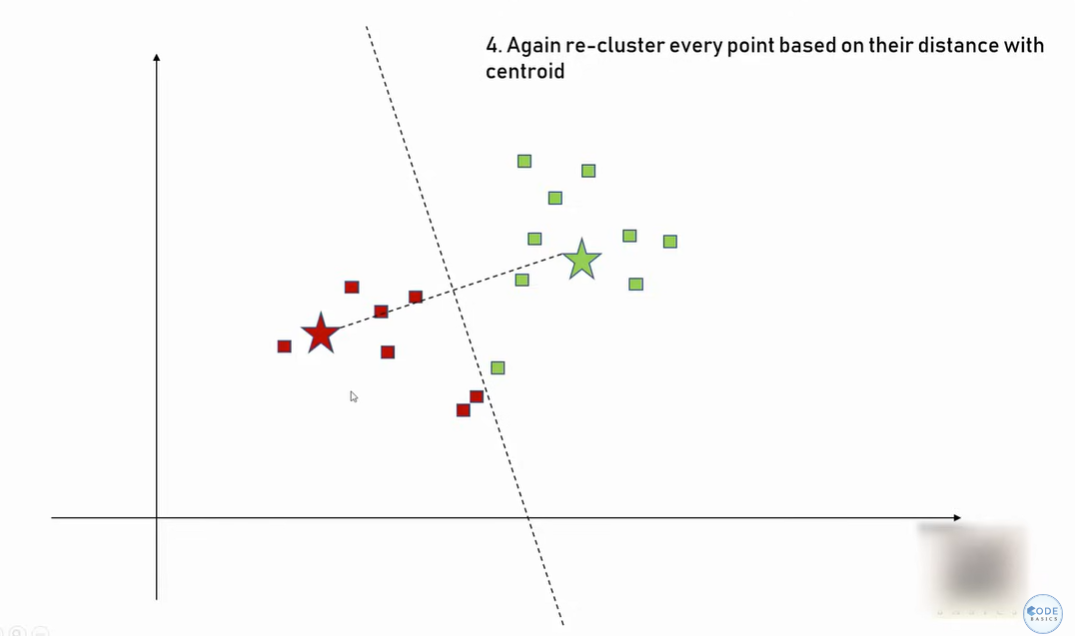 4. Again re-cluster every point based on their distance with
centroid
CODE
BASICS